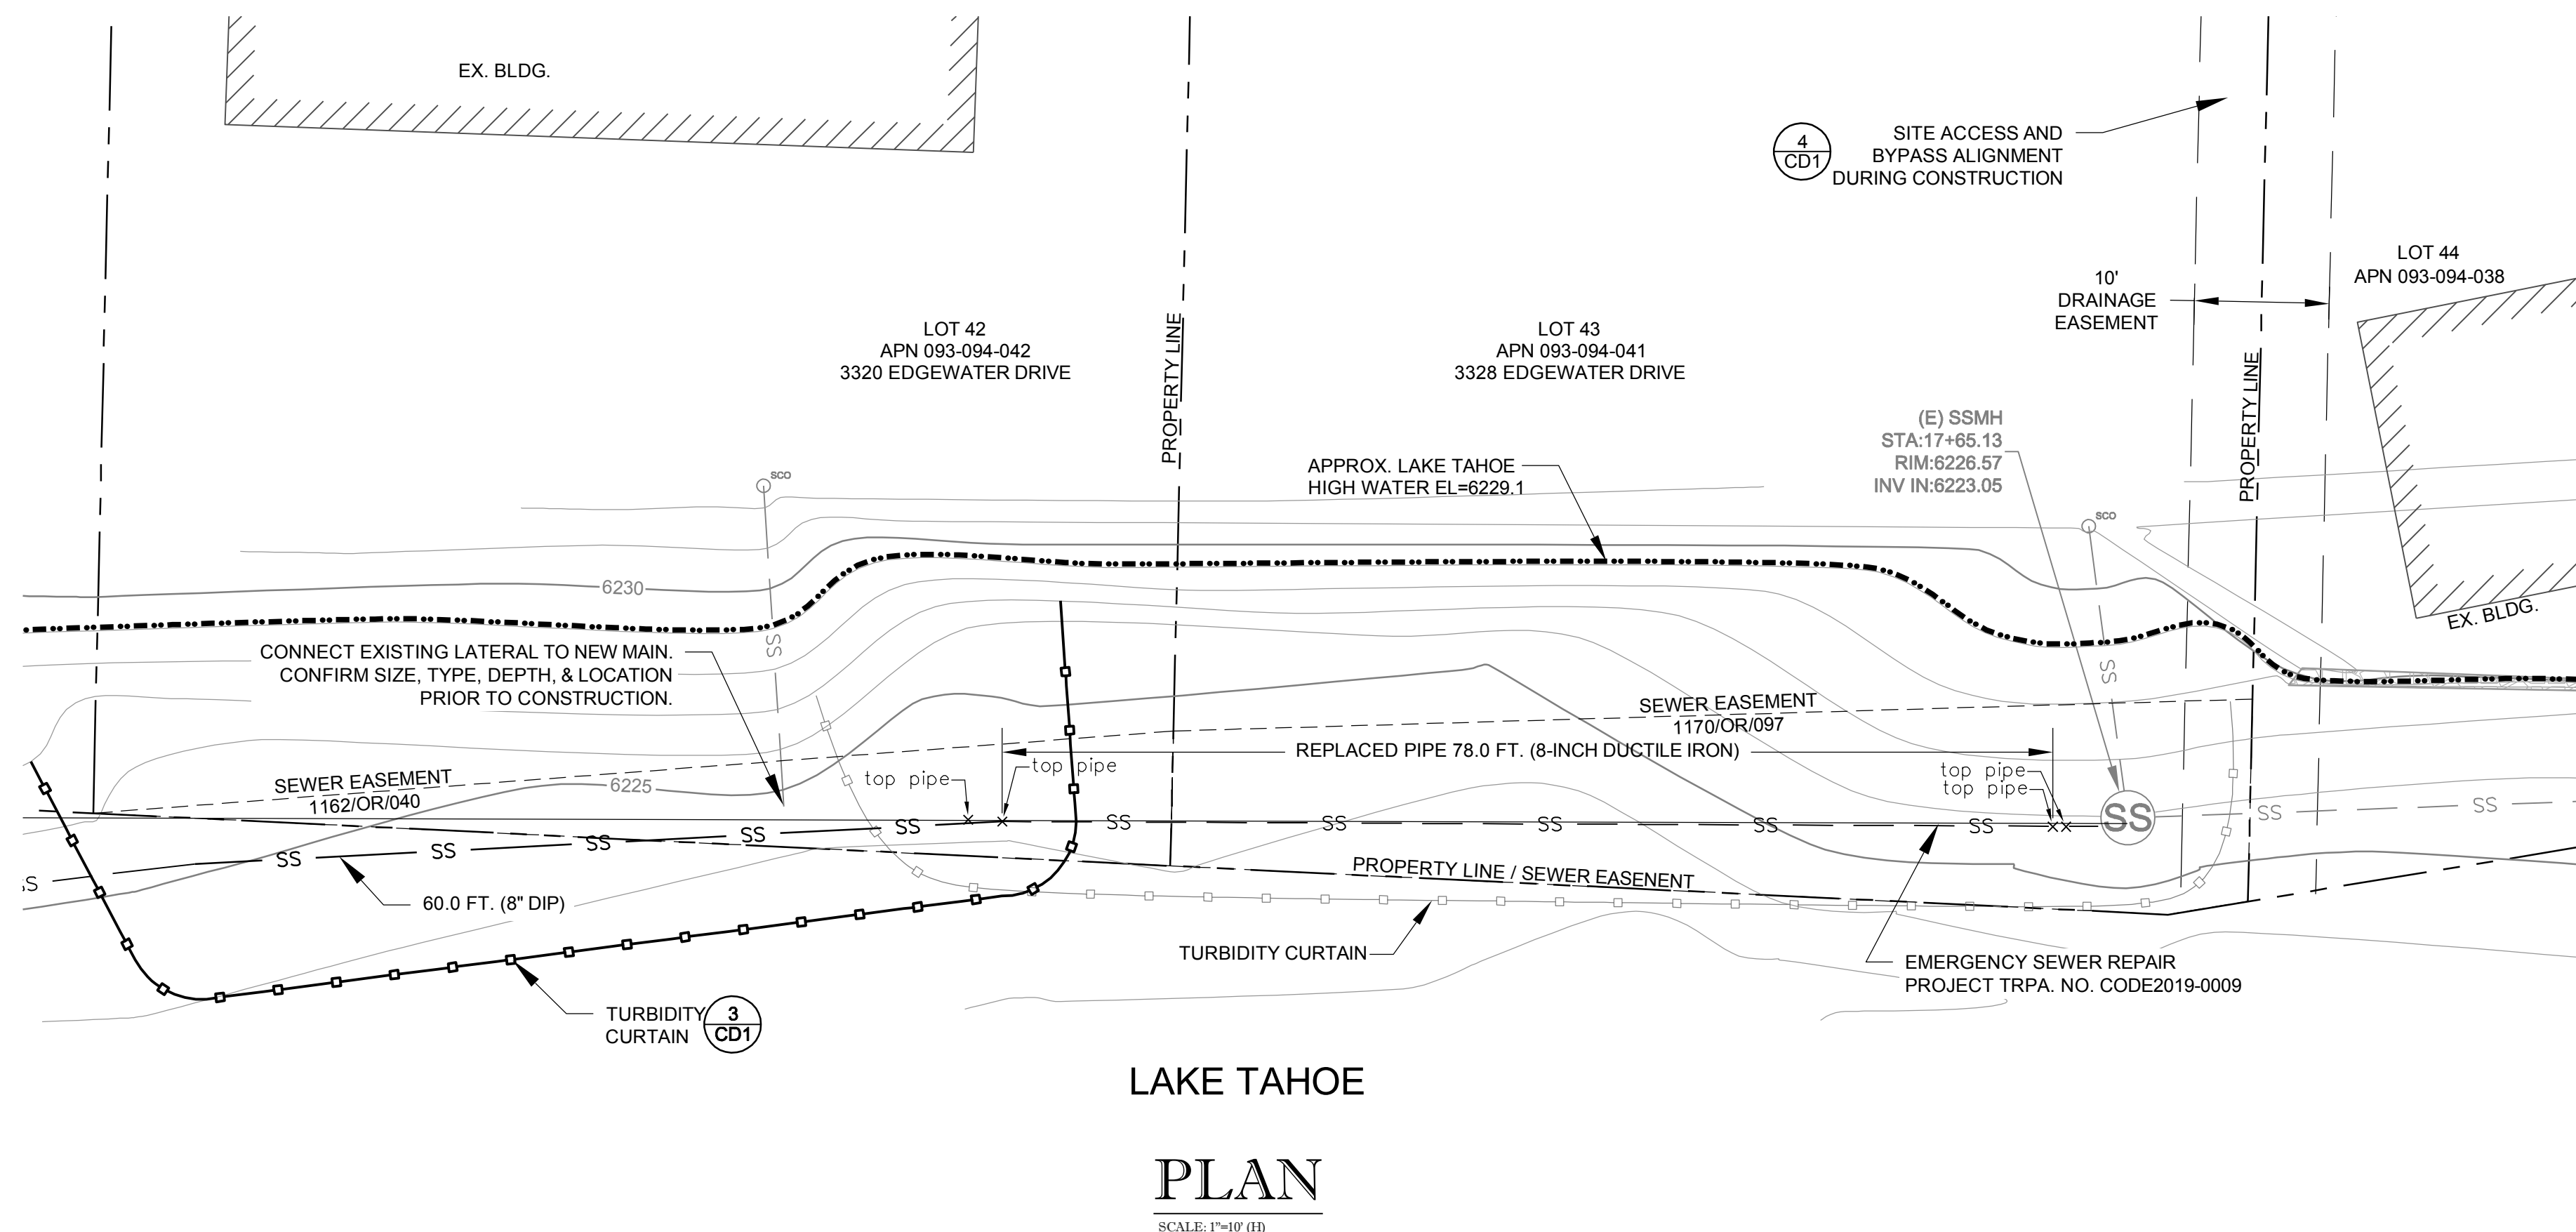 EX. BLDG.
4
CD1
SITE ACCESS AND
BYPASS ALIGNMENT
DURING CONSTRUCTION
LOT 44
APN 093-094-038
10'
DRAINAGE
EASEMENT
LOT 42
APN 093-094-042
3320 EDGEWATER DRIVE
PROPERTY LINE
LOT 43
APN 093-094-041
3328 EDGEWATER DRIVE
PROPERTY LINE
(E) SSMH
STA:17+65.13
RIM:6226.57
INV IN:6223.05
APPROX. LAKE TAHOE
HIGH WATER EL=6229.1
SCO
SCO
6230
EX. BLDG.
SS
SS
CONNECT EXISTING LATERAL TO NEW MAIN.
CONFIRM SIZE, TYPE, DEPTH, & LOCATION
PRIOR TO CONSTRUCTION.
SEWER EASEMENT
1170/OR/097
REPLACED PIPE 78.0 FT. (8-INCH DUCTILE IRON)
SEWER EASEMENT
1162/OR/040
6225
top pipe
top pipe
top pipe
top pipe
SS SS SS SS SS SS SS SS SS SS SS SS SS SS
SS
60.0 FT. (8" DIP)
PROPERTY LINE / SEWER EASENENT
TURBIDITY CURTAIN
EMERGENCY SEWER REPAIR
PROJECT TRPA. NO. CODE2019-0009
TURBIDITY
CURTAIN
3
CD1
LAKE TAHOE
PLAN
SCALE: 1"=10' (H)